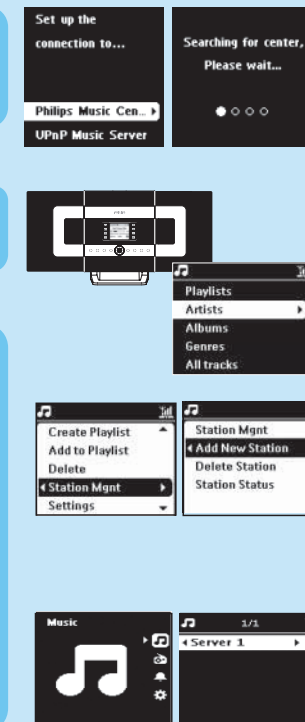 Set up the
connection to...
Philips Music Cen...
UPnP Music Server
Searching for center,
Please wait...
Playlists
Artists
Albums
Genres
All tracks
Create Playlist
Add to Playlist
Delete
Station Mgnt
Settings
Station Mgnt
Add New Station
Delete Station
Station Status
Music
1/1
Server 1